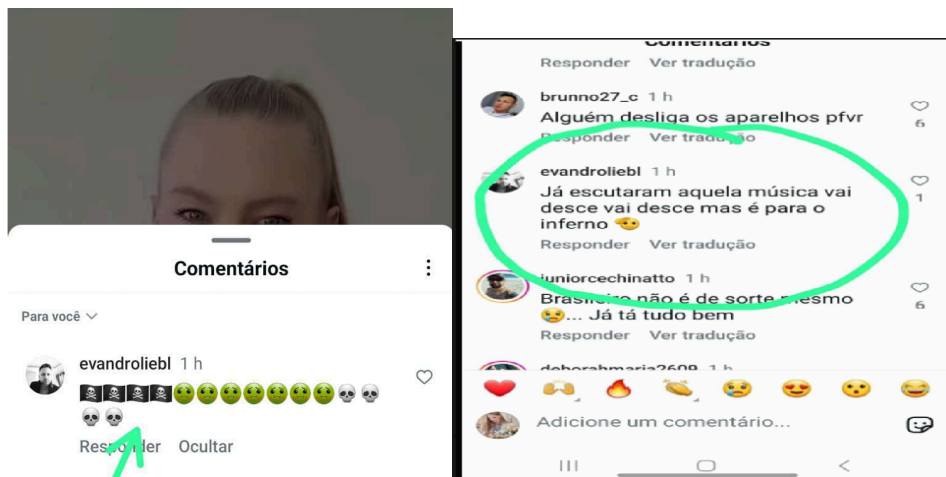 Comentários
Para você
evandroliebl 1 h
🏴‍☠️🏴‍☠️🏴‍☠️🏴‍☠️🤢🤢🤢🤢🤢🤢🤢💀💀
💀💀
Responder Ocultar
Comentários
Responder Ver tradução
brunno27_c 1 h
Alguém desliga os aparelhos pfvr
6
Responder Ver tradução
evandroliebl 1 h
Já escutaram aquela música vai
1
desce vai desce mas é para o
inferno 🫡
Responder Ver tradução
juniorcechinatto 1 h
Brasileiro não é de sorte mesmo
6
😢... Já tá tudo bem
Responder Ver tradução
deborahmaria2609 1 h
Adicione um comentário...